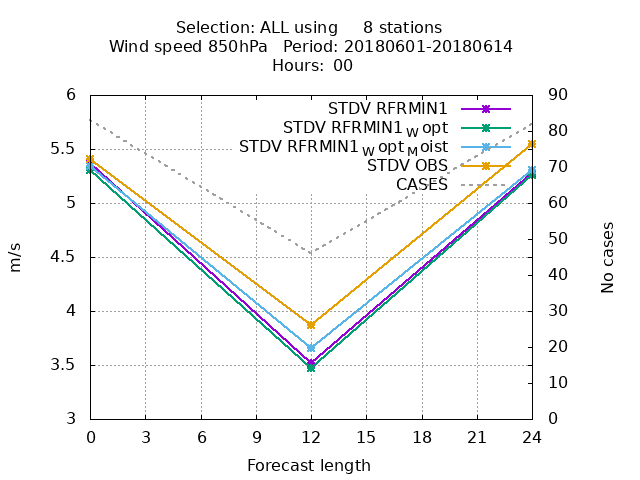 Selection: ALL using     8 stations
Wind speed 850hPa   Period: 20180601-20180614
Hours: 00
STDV RFRMIN1
STDV RFRMIN1_W opt
STDV RFRMIN1_W opt_M oist
STDV OBS
CASES
6
5.5
5
4.5
4
3.5
3
m/s
90
80
70
60
50
40
30
20
10
0
No cases
0 3 6 9 12 15 18 21 24
Forecast length